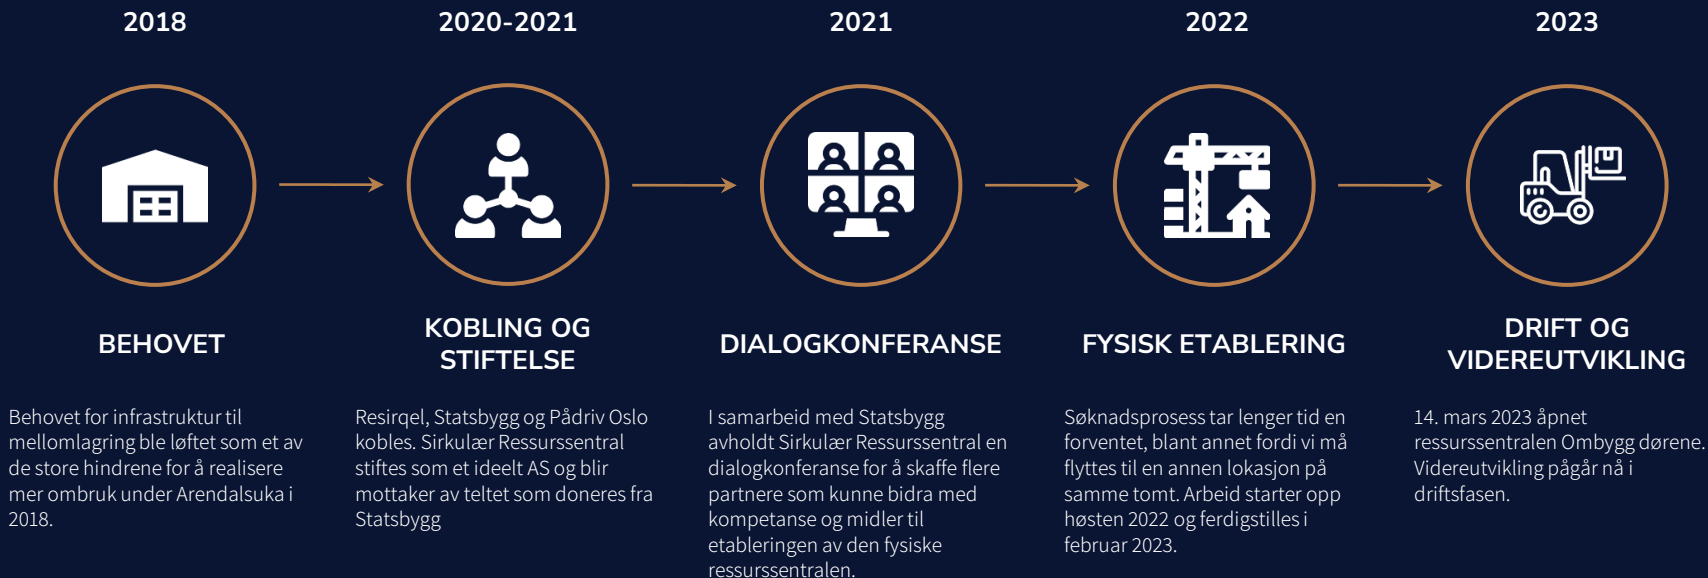 2018
BEHOVET
Behovet for infrastruktur til
mellomlagring ble løftet som et av
de store hindrene for å realisere
mer ombruk under Arendalsuka i
2018.
2020-2021
KOBLING OG
STIFTELSE
Resirqel, Statsbygg og Pådriv Oslo
kobles. Sirkulær Ressurssentral
stiftes som et ideelt AS og blir
mottaker av teltet som doneres fra
Statsbygg
2021
DIALOGKONFERANSE
I samarbeid med Statsbygg
avholdt Sirkulær Ressurssentral en
dialogkonferanse for å skaffe flere
partnere som kunne bidra med
kompetanse og midler til
etableringen av den fysiske
ressurssentralen.
2022
FYSISK ETABLERING
Søknadsprosess tar lenger tid en
forventet, blant annet fordi vi må
flyttes til en annen lokasjon på
samme tomt. Arbeid starter opp
høsten 2022 og ferdigstilles i
februar 2023.
2023
DRIFT OG
VIDEREUTVIKLING
14. mars 2023 åpnet
ressurssentralen Ombygg dørene.
Videreutvikling pågår nå i
driftsfasen.